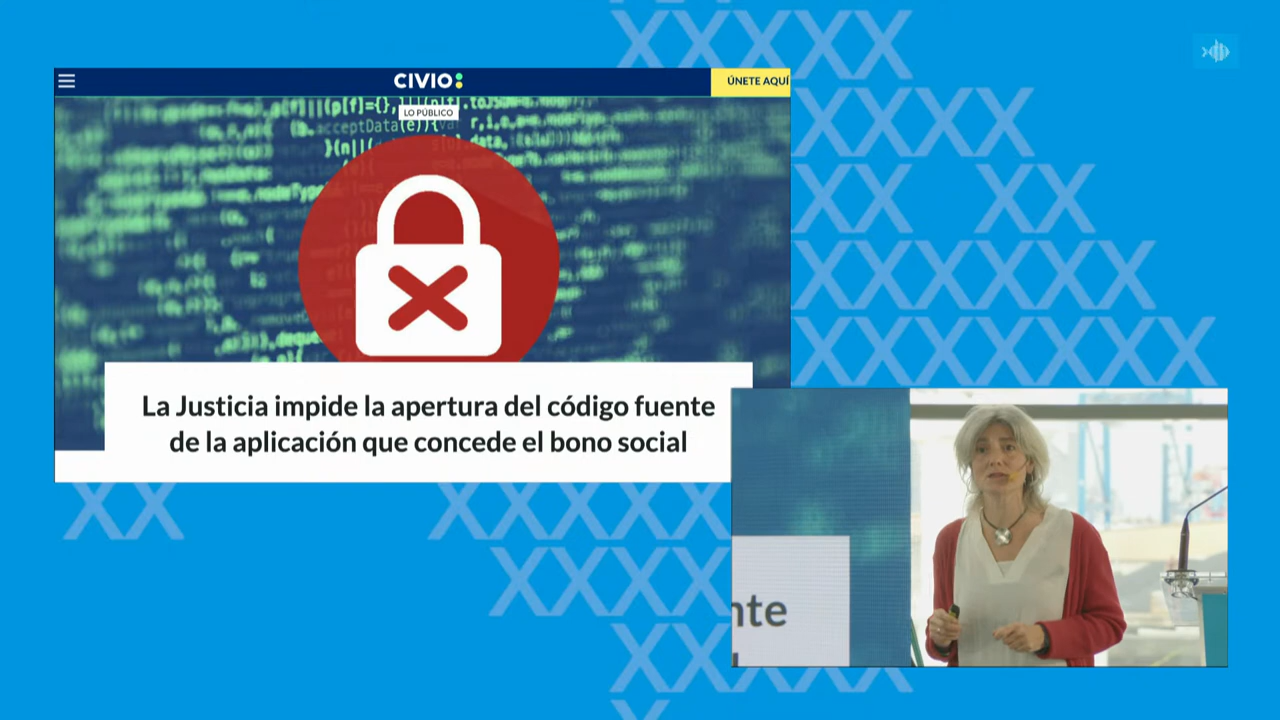 CIVIO
ÚNETE AQUÍ
LO PÚBLICO
acceptData(e)){
La Justicia impide la apertura del código fuente
de la aplicación que concede el bono social
nte